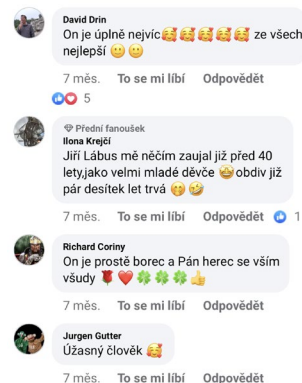 David Drin
On je úplně nejvíc🥰🥰🥰🥰🥰 ze všech
nejlepší 🙂🙂
7 měs. To se mi líbí Odpovědět
5
Přední fanoušek
Ilona Krejčí
Jiří Lábus mě něčím zaujal již před 40
lety,jako velmi mladé děvče 🤩obdiv již
pár desítek let trvá 🤭🤣
7 měs. To se mi líbí Odpovědět 1
Richard Coriny
On je prostě borec a Pán herec se vším
všudy 🌹❤️🍀🍀🍀👍
7 měs. To se mi líbí Odpovědět
Jurgen Gutter
Úžasný člověk 🥰
7 měs. To se mi líbí Odpovědět